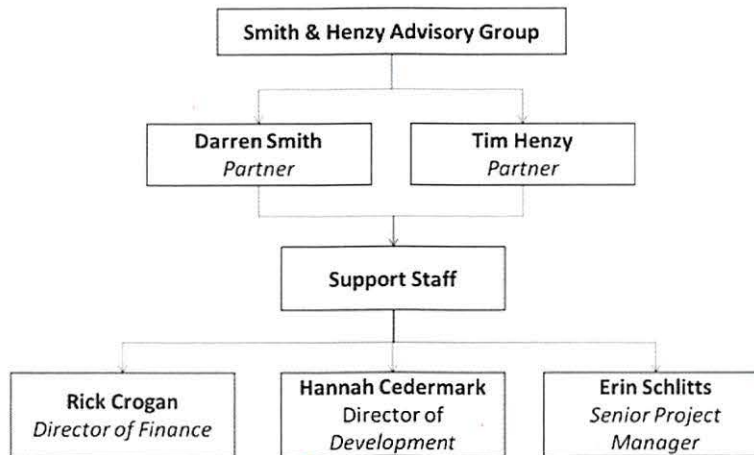 Smith & Henzy Advisory Group
Darren Smith
Partner
Tim Henzy
Partner
Support Staff
Rick Crogan
Director of Finance
Hannah Cedermark
Director of
Development
Erin Schlitts
Senior Project
Manager